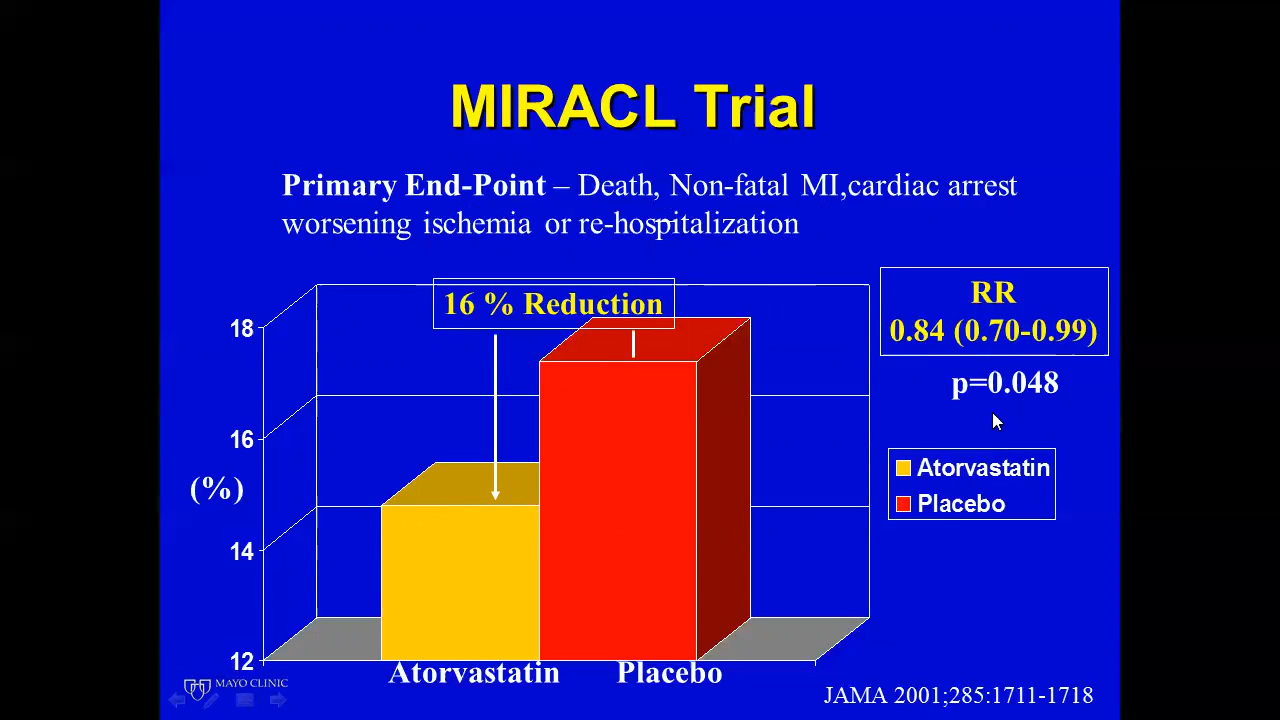 MIRACL Trial
Primary End-Point – Death, Non-fatal MI,cardiac arrest
worsening ischemia or re-hospitalization
16 % Reduction
RR
0.84 (0.70-0.99)
p=0.048
18
16
(%)
14
12
Atorvastatin
Placebo
Atorvastatin
Placebo
MAYO CLINIC
JAMA 2001;285:1711-1718